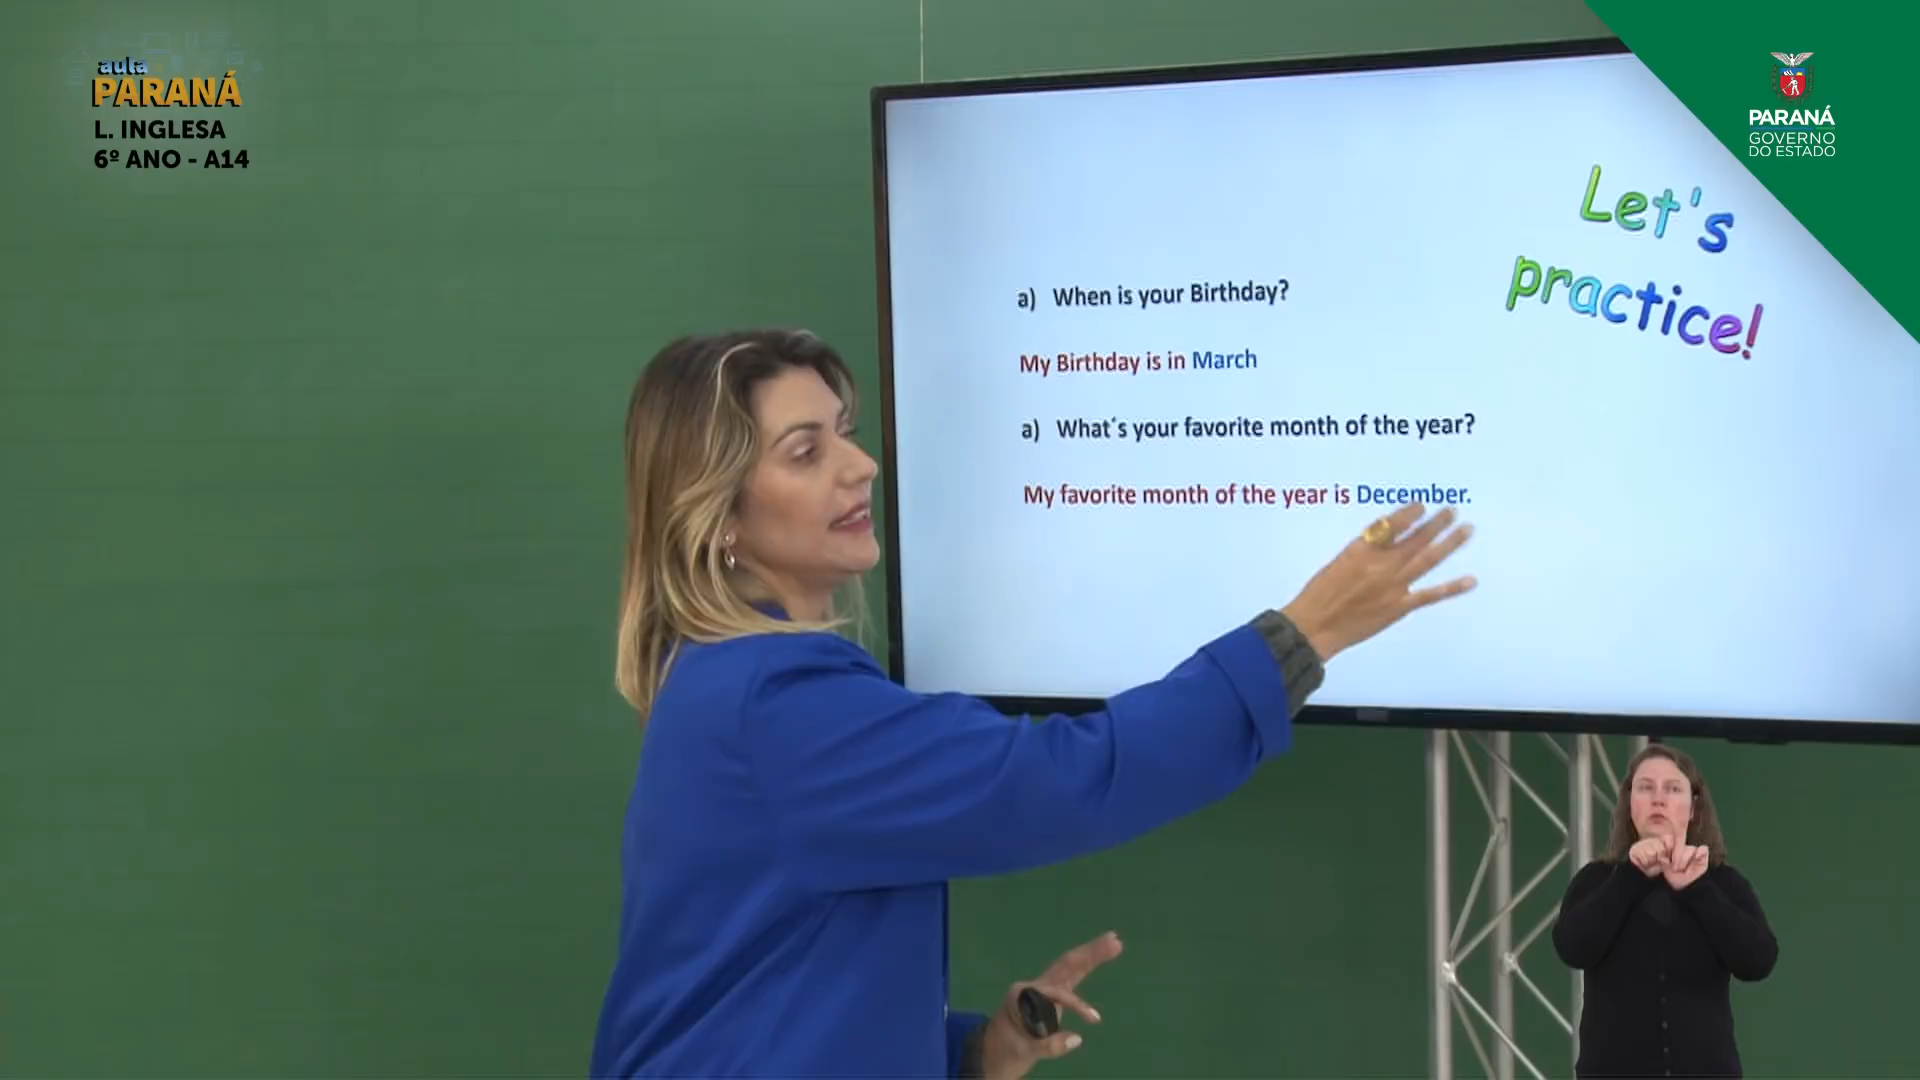 aula
PARANÁ
L. INGLESA
6º ANO - A14
PARANÁ
GOVERNO
DO ESTADO
Let's
practice!
a) When is your Birthday?
My Birthday is in March
a) What´s your favorite month of the year?
My favorite month of the year is December.